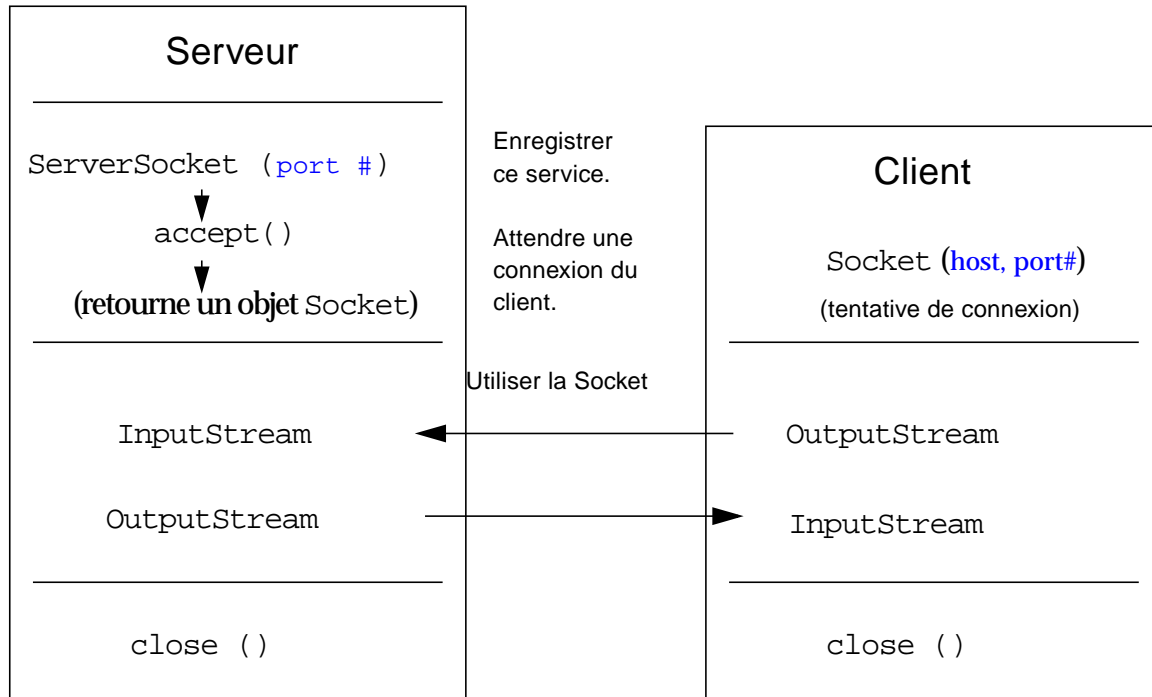 Serveur
ServerSocket (port #)
accept()
(retourne un objet Socket)
Enregistrer
ce service.
Attendre une
connexion du
client.
Client
Socket (host, port#)
(tentative de connexion)
Utiliser la Socket
InputStream
OutputStream
OutputStream
InputStream
close ()
close ()